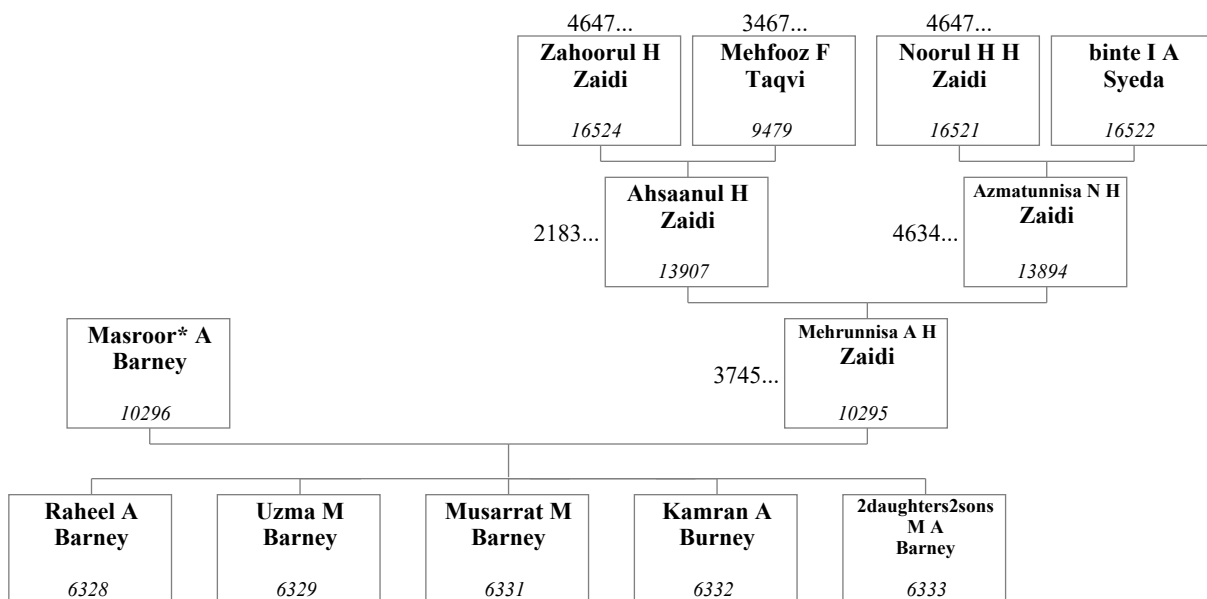 4647...
3467...
4647...
Zahoorul H
Zaidi
16524
Mehfooz F
Taqvi
9479
Noorul H H
Zaidi
16521
binte I A
Syeda
16522
2183...
Ahsaanul H
Zaidi
13907
4634...
Azmatunnisa N H
Zaidi
13894
Masroor* A
Barney
10296
3745...
Mehrunnisa A H
Zaidi
10295
Raheel A
Barney
6328
Uzma M
Barney
6329
Musarrat M
Barney
6331
Kamran A
Burney
6332
2daughters2sons
M A
Barney
6333